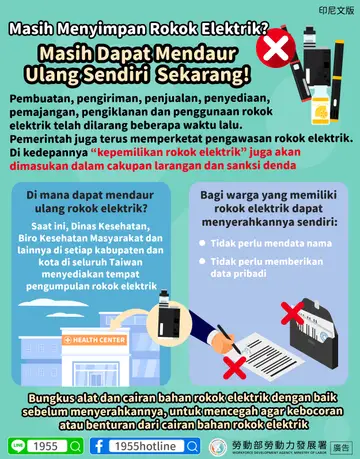 印尼文版
Masih Menyimpan Rokok Elektrik?
Masih Dapat Mendaur
Ulang Sendiri Sekarang!
Pembuatan, pengiriman, penjualan, penyediaan,
pemajangan, pengiklanan dan penggunaan rokok
elektrik telah dilarang beberapa waktu lalu.
Pemerintah juga terus memperketat pengawasan rokok elektrik.
Di kedepannya “kepemilikan rokok elektrik” juga akan
dimasukan dalam cakupan larangan dan sanksi denda
Di mana dapat mendaur
ulang rokok elektrik?
Saat ini, Dinas Kesehatan,
Biro Kesehatan Masyarakat dan
lainnya di setiap kabupaten dan
kota di seluruh Taiwan
menyediakan tempat
pengumpulan rokok elektrik
HEALTH CENTER
Bagi warga yang memiliki
rokok elektrik dapat
menyerahkannya sendiri:
Tidak perlu mendata nama
Tidak perlu memberikan
data pribadi
Bungkus alat dan cairan bahan rokok elektrik dengan baik
sebelum menyerahkannya, untuk mencegah agar kebocoran
atau benturan dari cairan bahan rokok elektrik
LINE 1955
1955hotline
勞動部勞動力發展署
WORKFORCE DEVELOPMENT AGENCY, MINISTRY OF LABOR
廣告